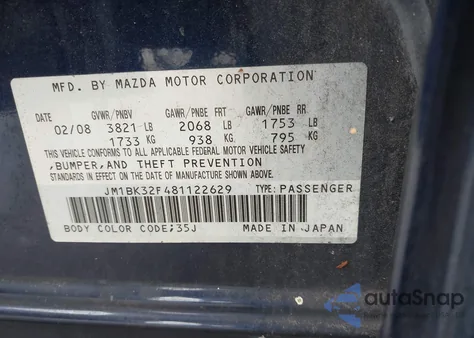 MFD. BY MAZDA MOTOR CORPORATION
DATE GVWR/PNBV GAWR/PNBE FRT GAWR/PNBE RR
02/08 3821 LB 2068 LB 1753 LB
1733 KG 938 KG 795 KG
THIS VEHICLE CONFORMS TO ALL APPLICABLE FEDERAL MOTOR VEHICLE SAFETY,
,BUMPER,AND THEFT PREVENTION
STANDARDS IN EFFECT ON THE DATE OF MANUFACTURE SHOWN ABOVE.
JM1BK32F481122629 TYPE:PASSENGER
BODY COLOR CODE;35J MADE IN JAPAN
autoSnap